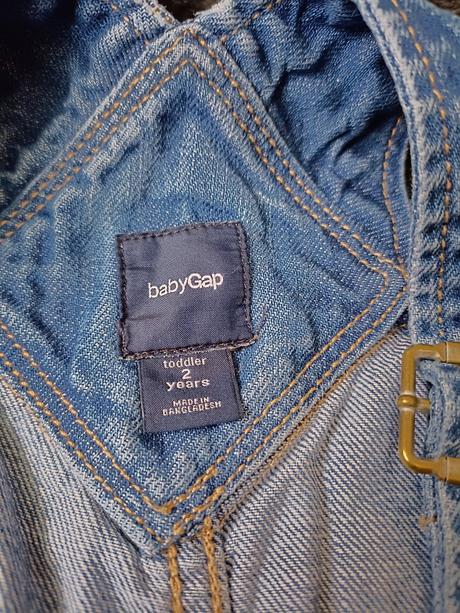 babyGap
toddler
2
years
MADE IN
BANGLADESH